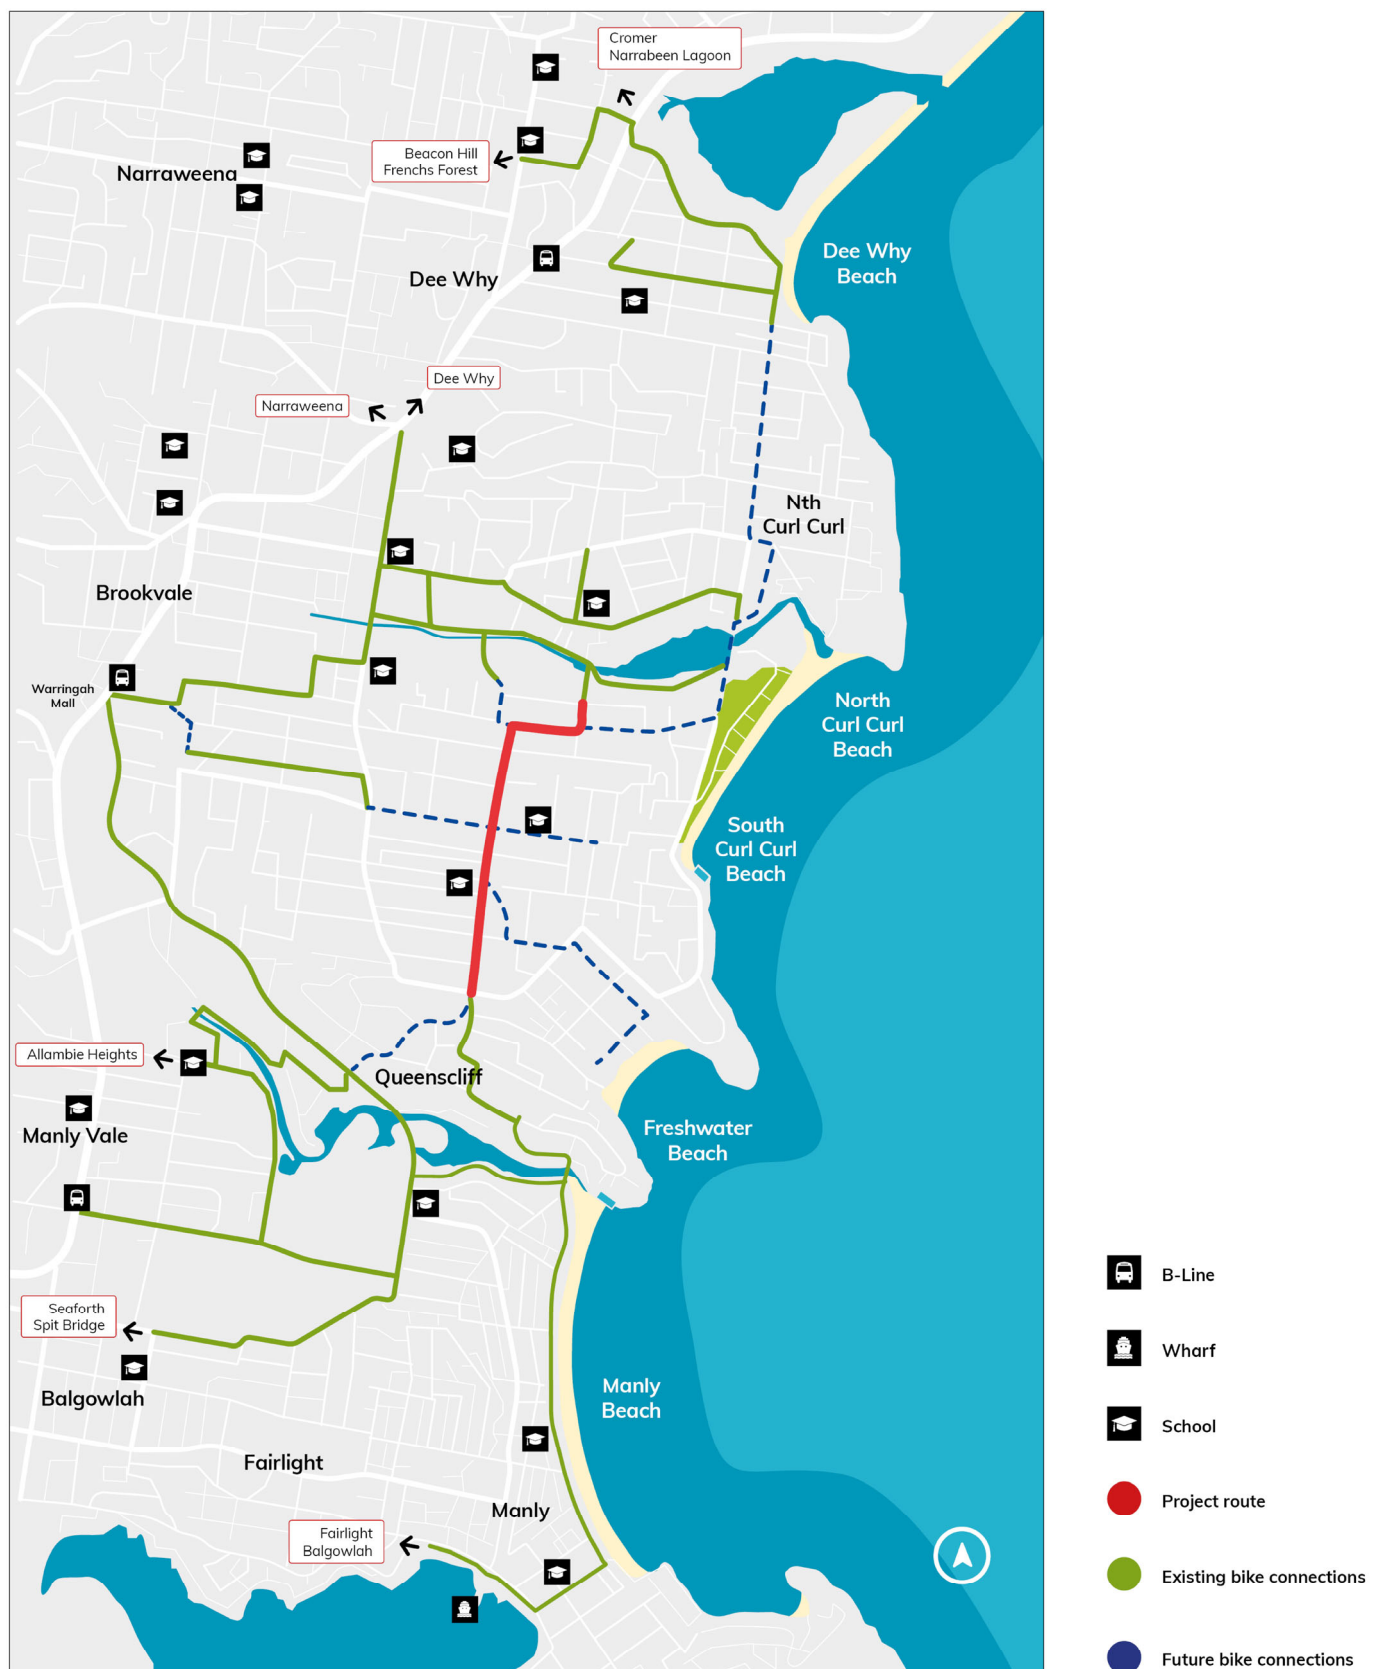 Cromer
Narrabeen Lagoon
Beacon Hill
Frenchs Forest
Narraweena
Dee Why
Beach
Dee Why
Dee Why
Narraweena
Nth
Curl Curl
Brookvale
Warringah
Mall
North
Curl Curl
Beach
South
Curl Curl
Beach
Allambie Heights
Queenscliff
Manly Vale
Freshwater
Beach
B-Line
Seaforth
Spit Bridge
Wharf
Balgowlah
Manly
Beach
School
Fairlight
Project route
Manly
Fairlight
Balgowlah
Existing bike connections
Future bike connections